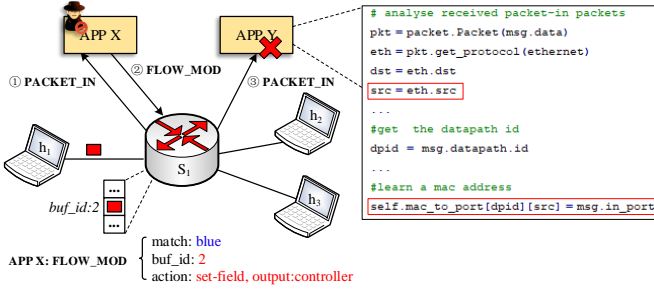 APP X
APP Y
① PACKET_IN
② FLOW_MOD
③ PACKET_IN
h1
h2
h3
S1
...
buf_id:2
...
APP X: FLOW_MOD
match: blue
buf_id: 2
action: set-field, output:controller
# analyse received packet-in packets
pkt = packet.Packet(msg.data)
eth = pkt.get_protocol(ethernet)
dst = eth.dst
src = eth.src
...
#get the datapath id
dpid = msg.datapath.id
...
#learn a mac address
self.mac_to_port[dpid][src] = msg.in_port